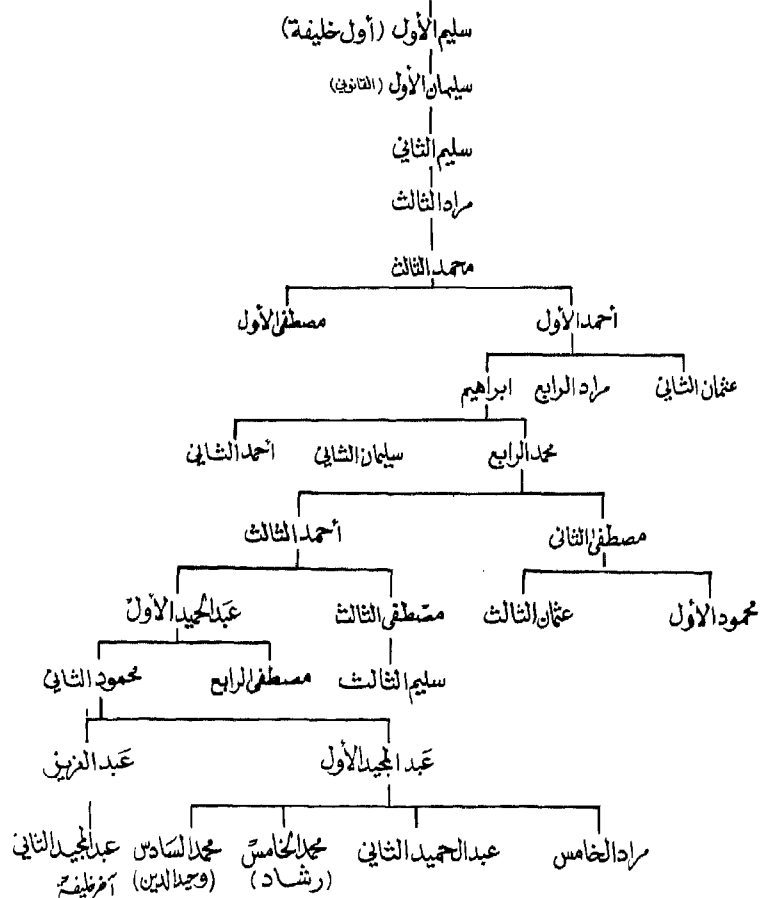 سليم الأول (أول خليفة)
سليمان الأول (القانوني)
سليم الثاني
مراد الثالث
محمد الثالث
أحمد الأول مصطفى الأول
عثمان الثاني مراد الرابع ابراهيم
محمد الرابع سليمان الثاني احمد الثاني
مصطفى الثاني أحمد الثالث
محمود الأول عثمان الثالث مصطفى الثالث عبد الحميد الأول
سليم الثالث مصطفى الرابع محمود الثاني
عبد المجيد الأول عبد العزيز
مراد الخامس عبد الحميد الثاني محمد الخامس محمد السادس عبد المجيد الثاني
(رشاد) (وحيد الدين) آخر خليفة